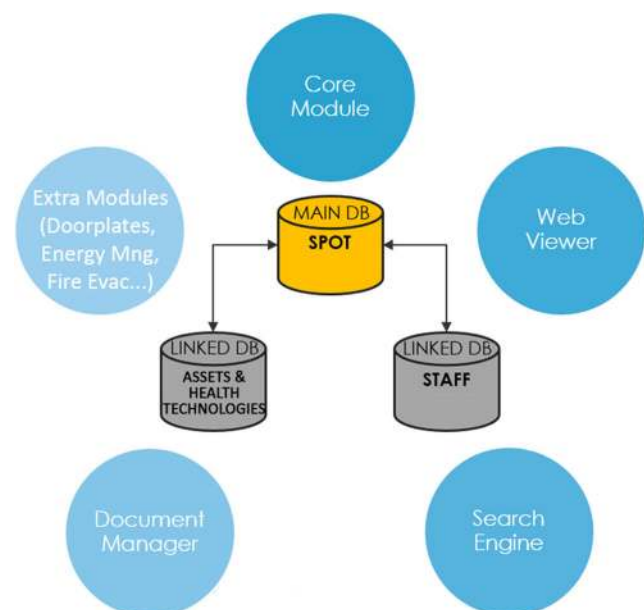 Core
Module
Extra Modules
(Doorplates,
Energy Mng,
Fire Evac...)
MAIN DB
SPOT
Web
Viewer
LINKED DB
ASSETS &
HEALTH
TECHNOLOGIES
LINKED DB
STAFF
Document
Manager
Search
Engine